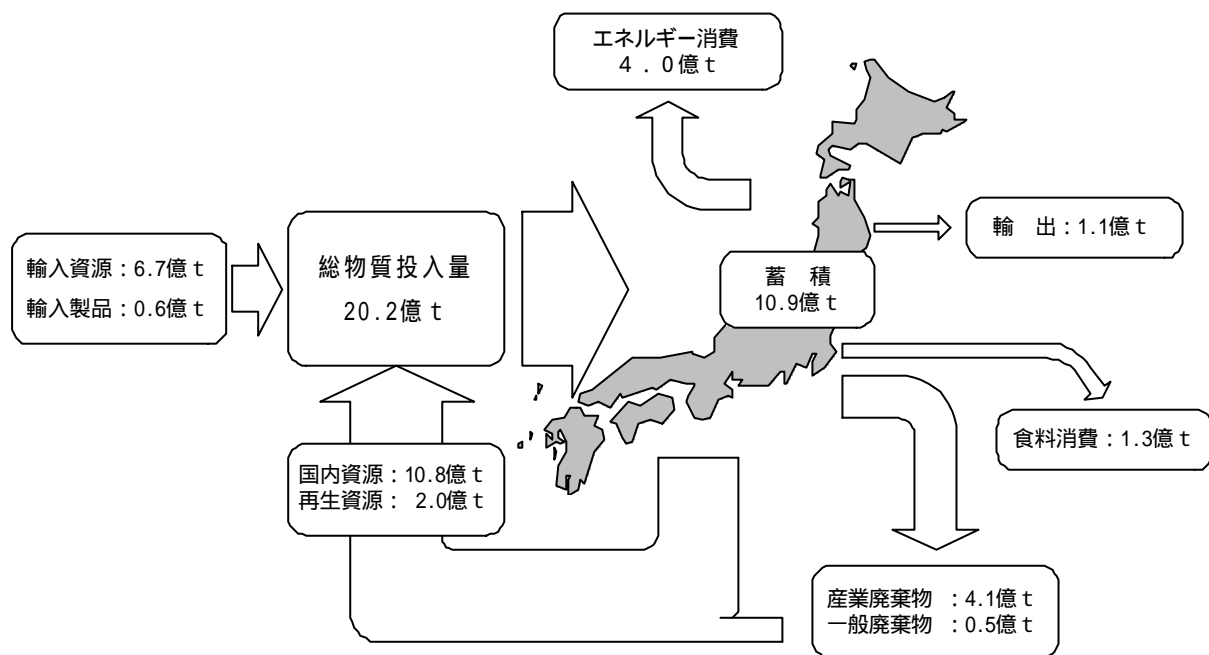 エネルギー消費
4.0億t
輸入資源:6.7億t
輸入製品:0.6億t
総物質投入量
20.2億t
輸 出:1.1億t
蓄 積
10.9億t
食料消費:1.3億t
国内資源:10.8億t
再生資源: 2.0億t
産業廃棄物 :4.1億t
一般廃棄物 :0.5億t